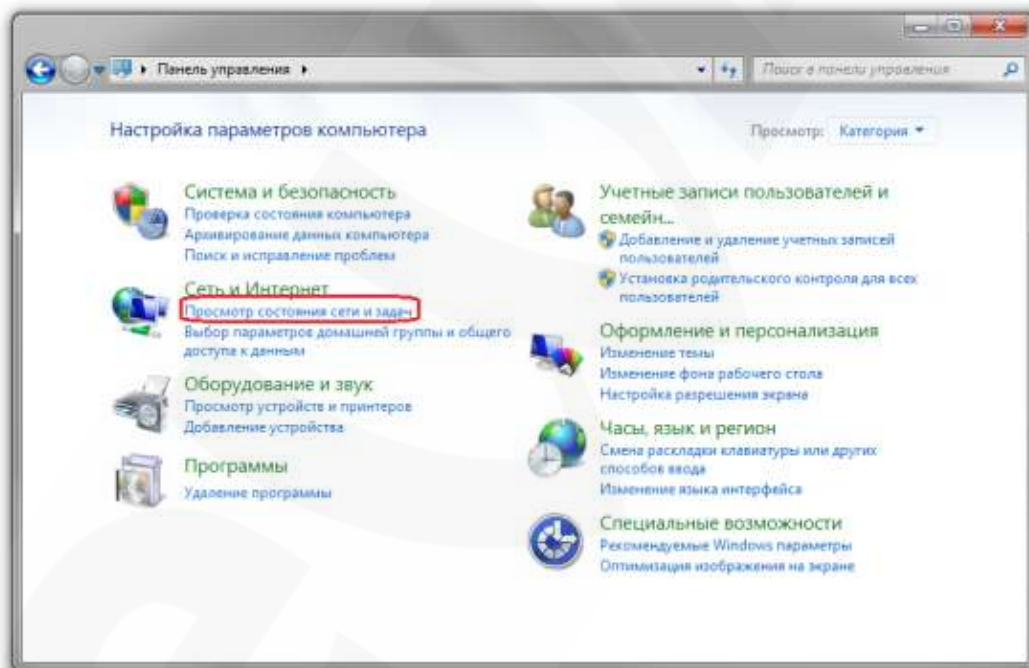 Панель управления
Поиск в панели управления
Настройка параметров компьютера
Просмотр: Категория
Система и безопасность
Проверка состояния компьютера
Архивирование данных компьютера
Поиск и исправление проблем
Сеть и Интернет
Просмотр состояния сети и задач
Выбор параметров домашней группы и общего
доступа к данным
Оборудование и звук
Просмотр устройств и принтеров
Добавление устройства
Программы
Удаление программы
Учетные записи пользователей и
семейн...
Добавление и удаление учетных записей
пользователей
Установка родительского контроля для всех
пользователей
Оформление и персонализация
Изменение темы
Изменение фона рабочего стола
Настройка разрешения экрана
Часы, язык и регион
Смена раскладки клавиатуры или других
способов ввода
Изменение языка интерфейса
Специальные возможности
Рекомендуемые Windows параметры
Оптимизация изображения на экране